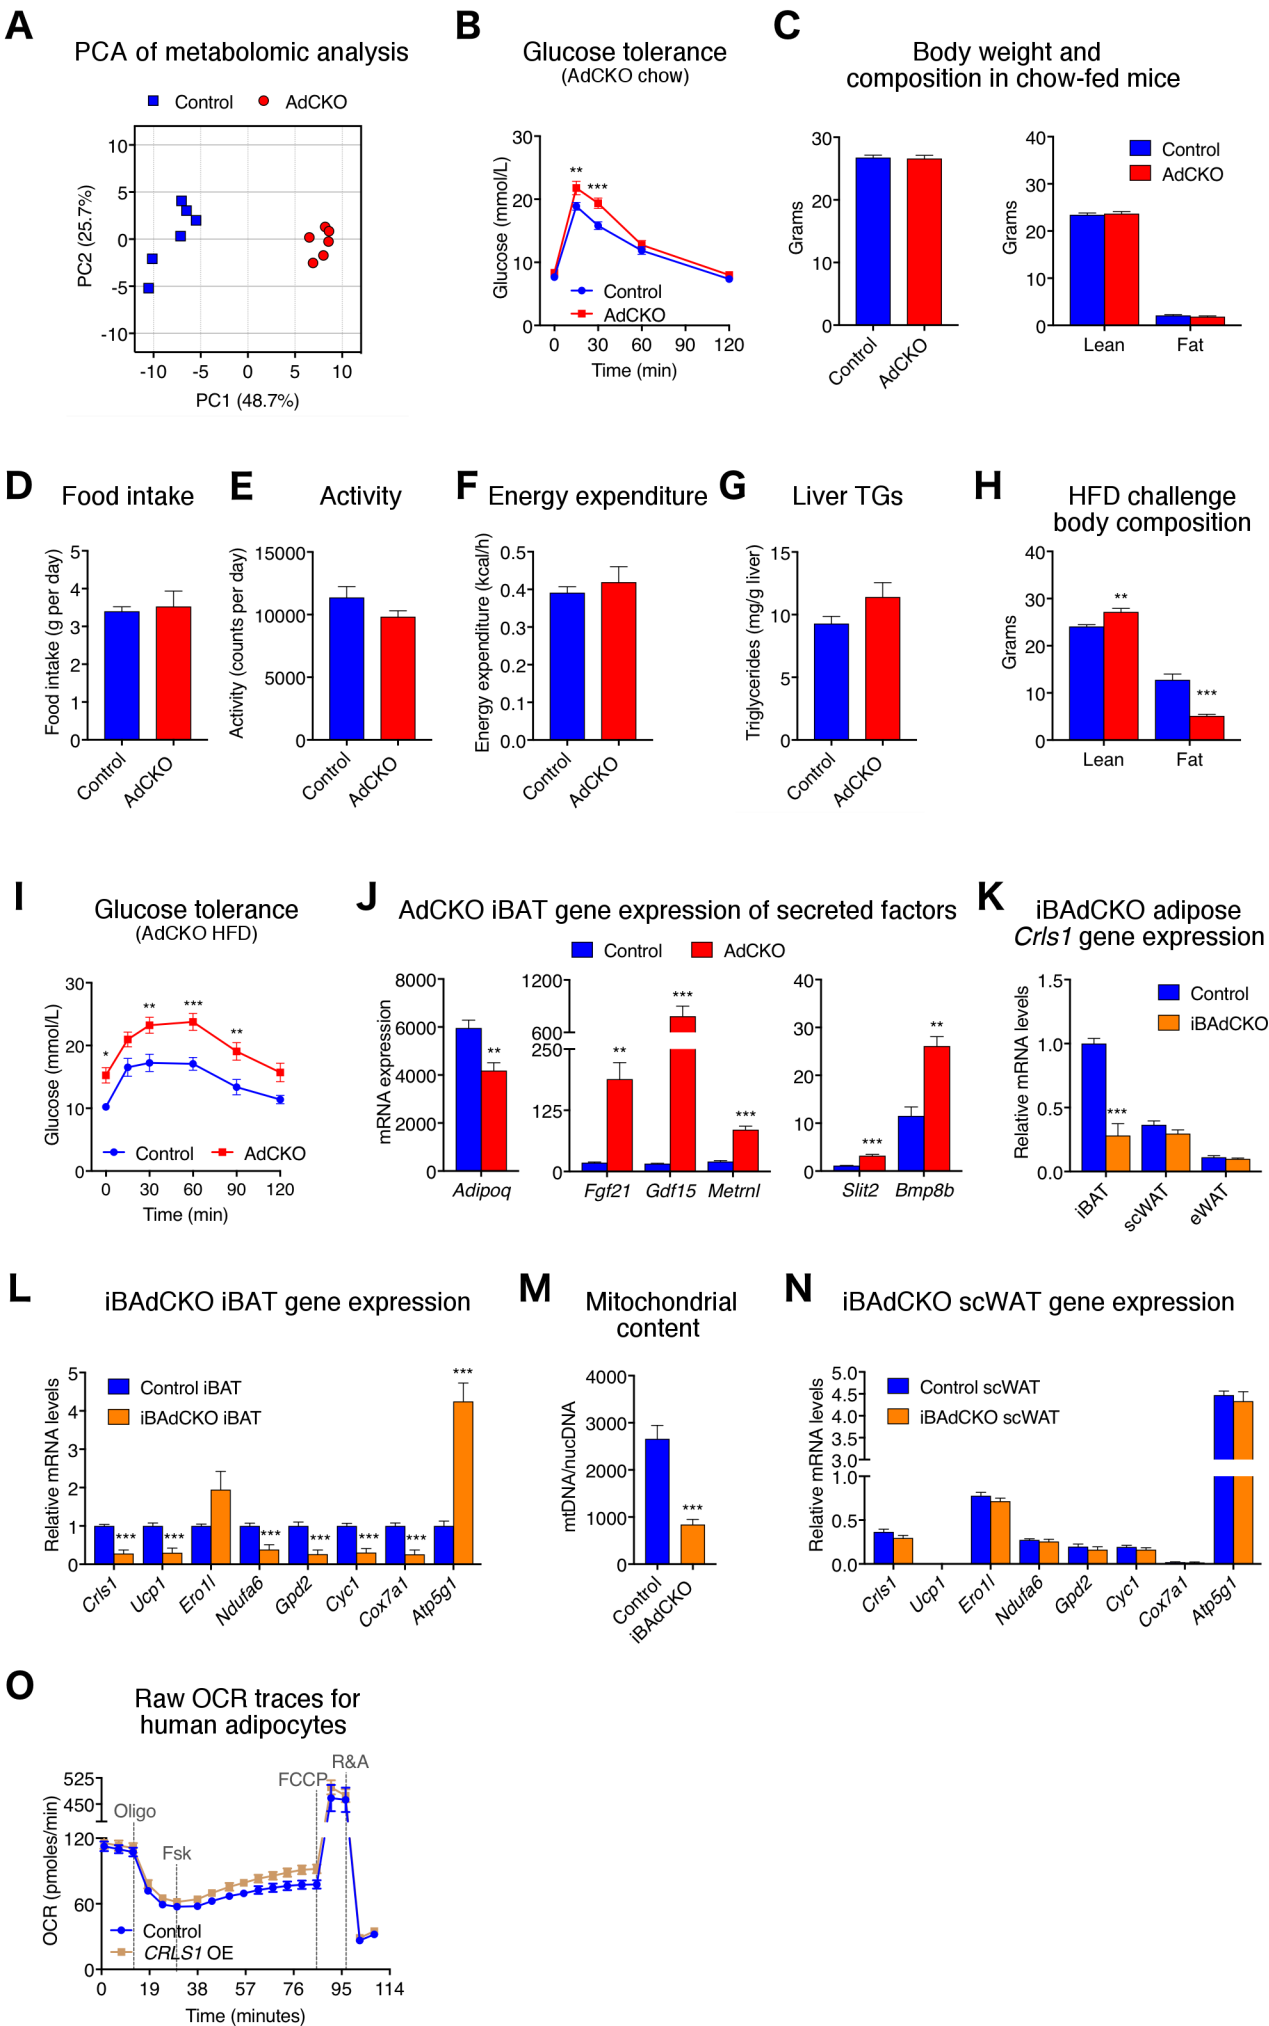 A
PCA of metabolomic analysis
Control
AdCKO
10
5
0
-5
-10
PC2 (25.7%)
-10 -5 0 5 10
PC1 (48.7%)
B
Glucose tolerance
(AdCKO chow)
30
20
10
0
Glucose (mmol/L)
**
***
Control
AdCKO
0 30 60 90 120
Time (min)
C
Body weight and
composition in chow-fed mice
30
20
10
0
Grams
Control
AdCKO
40
30
20
10
0
Grams
Control
AdCKO
Lean Fat
D
Food intake
5
4
3
2
1
0
Food intake (g per day)
Control
AdCKO
E
Activity
15000
10000
5000
0
Activity (counts per day)
Control
AdCKO
F
Energy expenditure
0.5
0.4
0.3
0.2
0.1
0.0
Energy expenditure (kcal/h)
Control
AdCKO
G
Liver TGs
15
10
5
0
Triglycerides (mg/g liver)
Control
AdCKO
H
HFD challenge
body composition
40
30
20
10
0
Grams
**
***
Lean Fat
I
Glucose tolerance
(AdCKO HFD)
30
20
10
0
Glucose (mmol/L)
*
**
***
**
Control AdCKO
0 30 60 90 120
Time (min)
J
AdCKO iBAT gene expression of secreted factors
Control AdCKO
8000
6000
4000
2000
0
mRNA expression
**
Adipoq
1200
600
250
125
0
**
***
***
Fgf21 Gdf15 Metrnl
40
30
20
10
0
***
**
Slit2 Bmp8b
K
iBAdCKO adipose
Crls1 gene expression
1.5
1.0
0.5
0.0
Relative mRNA levels
Control
iBAdCKO
***
iBAT
scWAT
eWAT
L
iBAdCKO iBAT gene expression
5
4
3
2
1
0
Relative mRNA levels
Control iBAT
iBAdCKO iBAT
*** *** *** *** *** *** ***
Crls1 Ucp1 Ero1l Ndufa6 Gpd2 Cyc1 Cox7a1 Atp5g1
M
Mitochondrial
content
4000
3000
2000
1000
0
mtDNA/nucDNA
***
Control
iBAdCKO
N
iBAdCKO scWAT gene expression
5.0
4.5
4.0
3.5
3.0
1.0
0.5
0.0
Relative mRNA levels
Control scWAT
iBAdCKO scWAT
Crls1 Ucp1 Ero1l Ndufa6 Gpd2 Cyc1 Cox7a1 Atp5g1
O
Raw OCR traces for
human adipocytes
525
450
120
60
0
OCR (pmoles/min)
Oligo
Fsk
FCCP
R&A
Control
CRLS1 OE
0 19 38 57 76 95 114
Time (minutes)